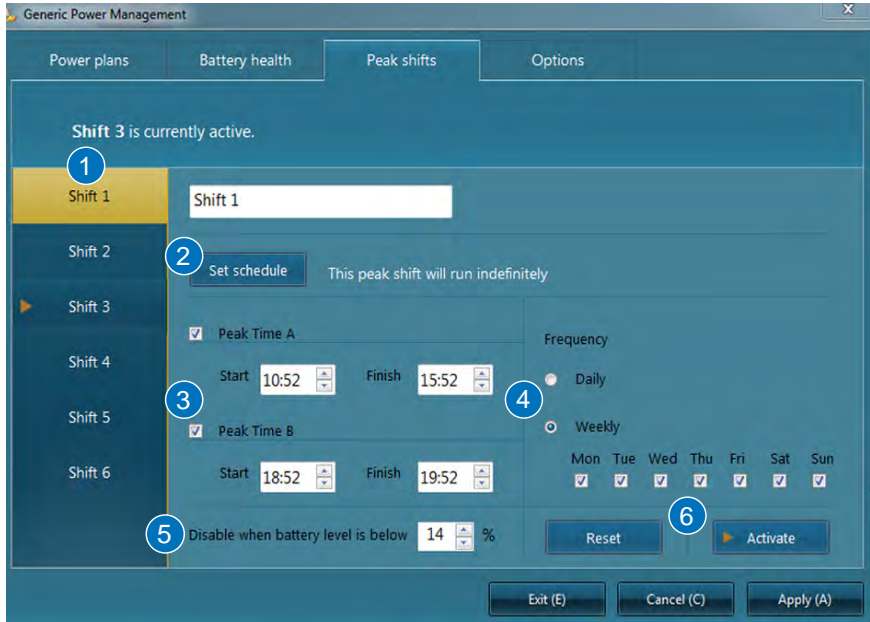 Generic Power Management
X
Power plans Battery health Peak shifts Options
Shift 3 is currently active.
1
Shift 1
Shift 1
Shift 2
2
Set schedule This peak shift will run indefinitely
Shift 3
Peak Time A
Frequency
Shift 4
Start 10:52 Finish 15:52
Daily
3
4
Shift 5
Peak Time B
Weekly
Shift 6
Start 18:52 Finish 19:52
Mon Tue Wed Thu Fri Sat Sun
5
Disable when battery level is below 14 %
6
Reset Activate
Exit (E) Cancel (C) Apply (A)